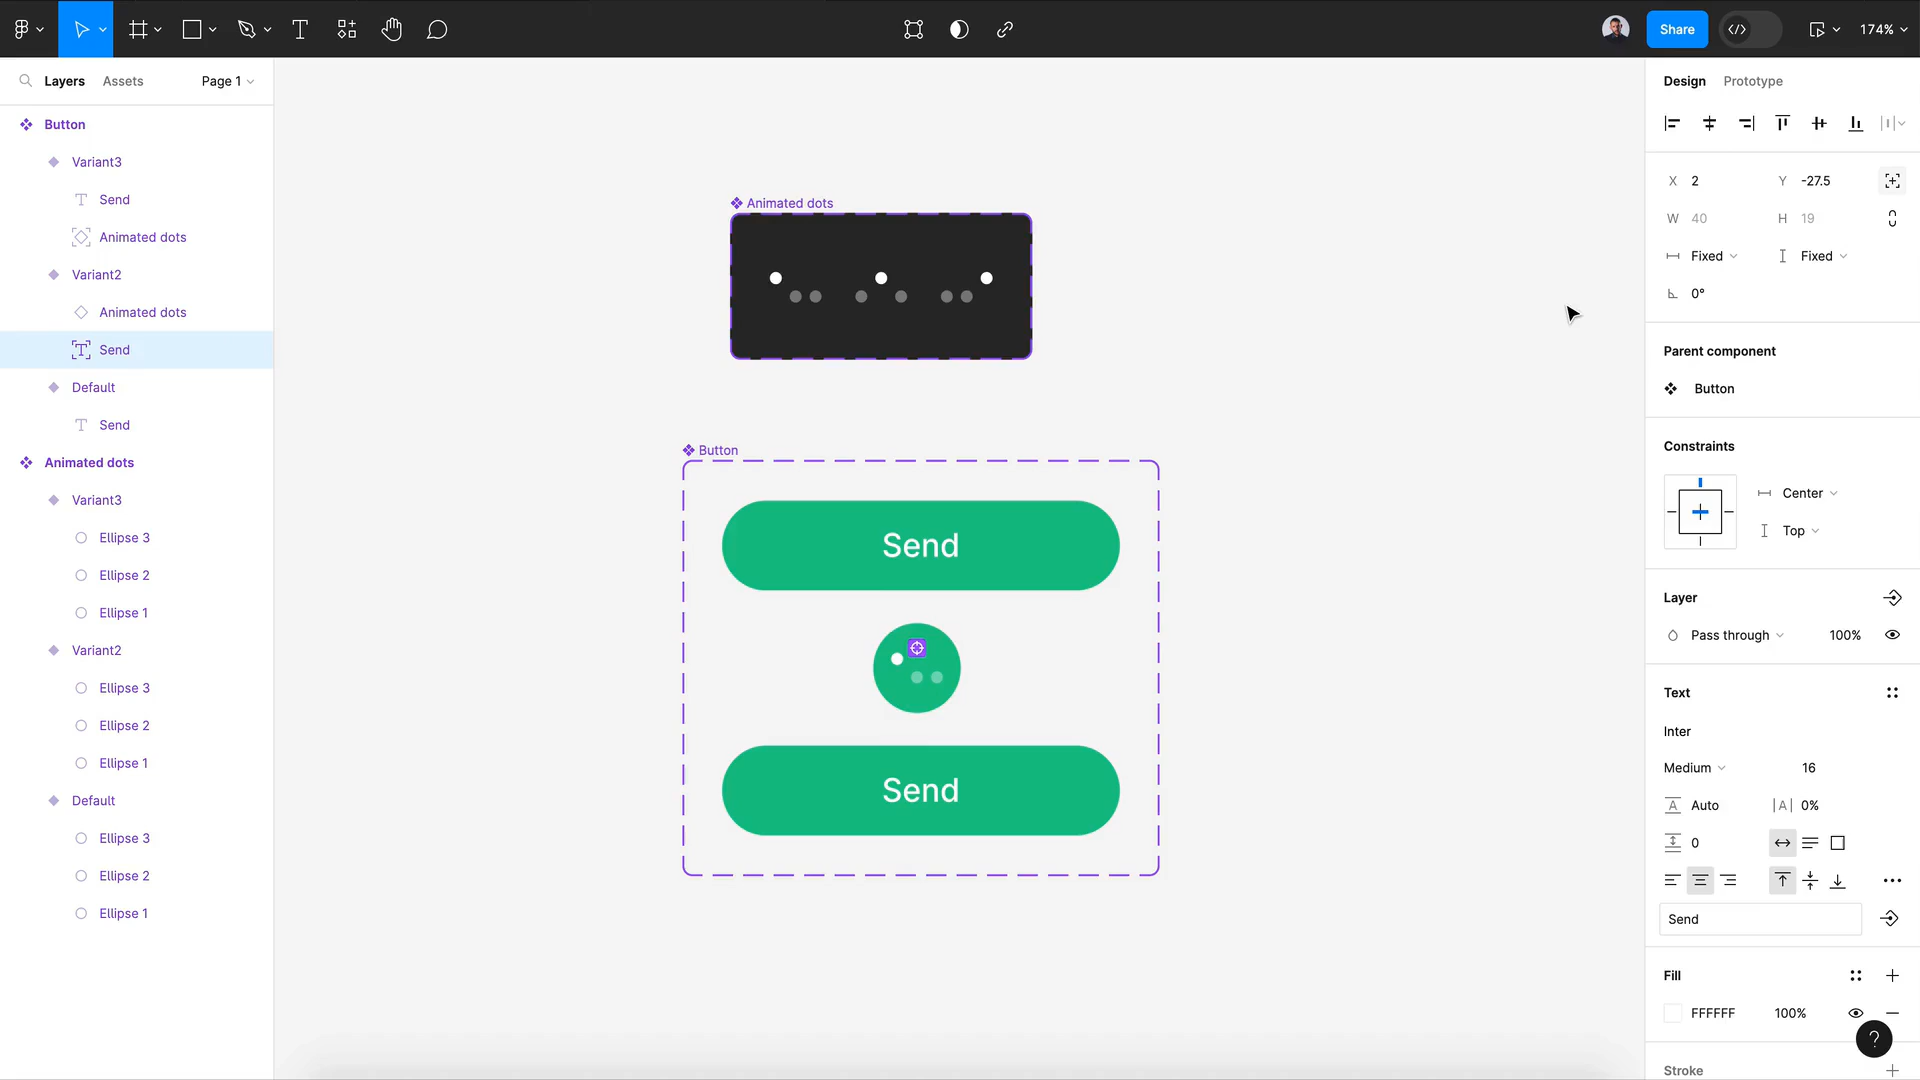 Share
174%
Layers
Assets
Page 1
Button
Variant3
Send
Animated dots
Variant2
Animated dots
Send
Default
Send
Animated dots
Variant3
Ellipse 3
Ellipse 2
Ellipse 1
Variant2
Ellipse 3
Ellipse 2
Ellipse 1
Default
Ellipse 3
Ellipse 2
Ellipse 1
Animated dots
Button
Send
Send
Design
Prototype
X 2
Y -27.5
W 40
H 19
Fixed
Fixed
0°
Parent component
Button
Constraints
Center
Top
Layer
Pass through
100%
Text
Inter
Medium
16
A Auto
|A| 0%
0
Send
Fill
FFFFFF
100%
?
Stroke